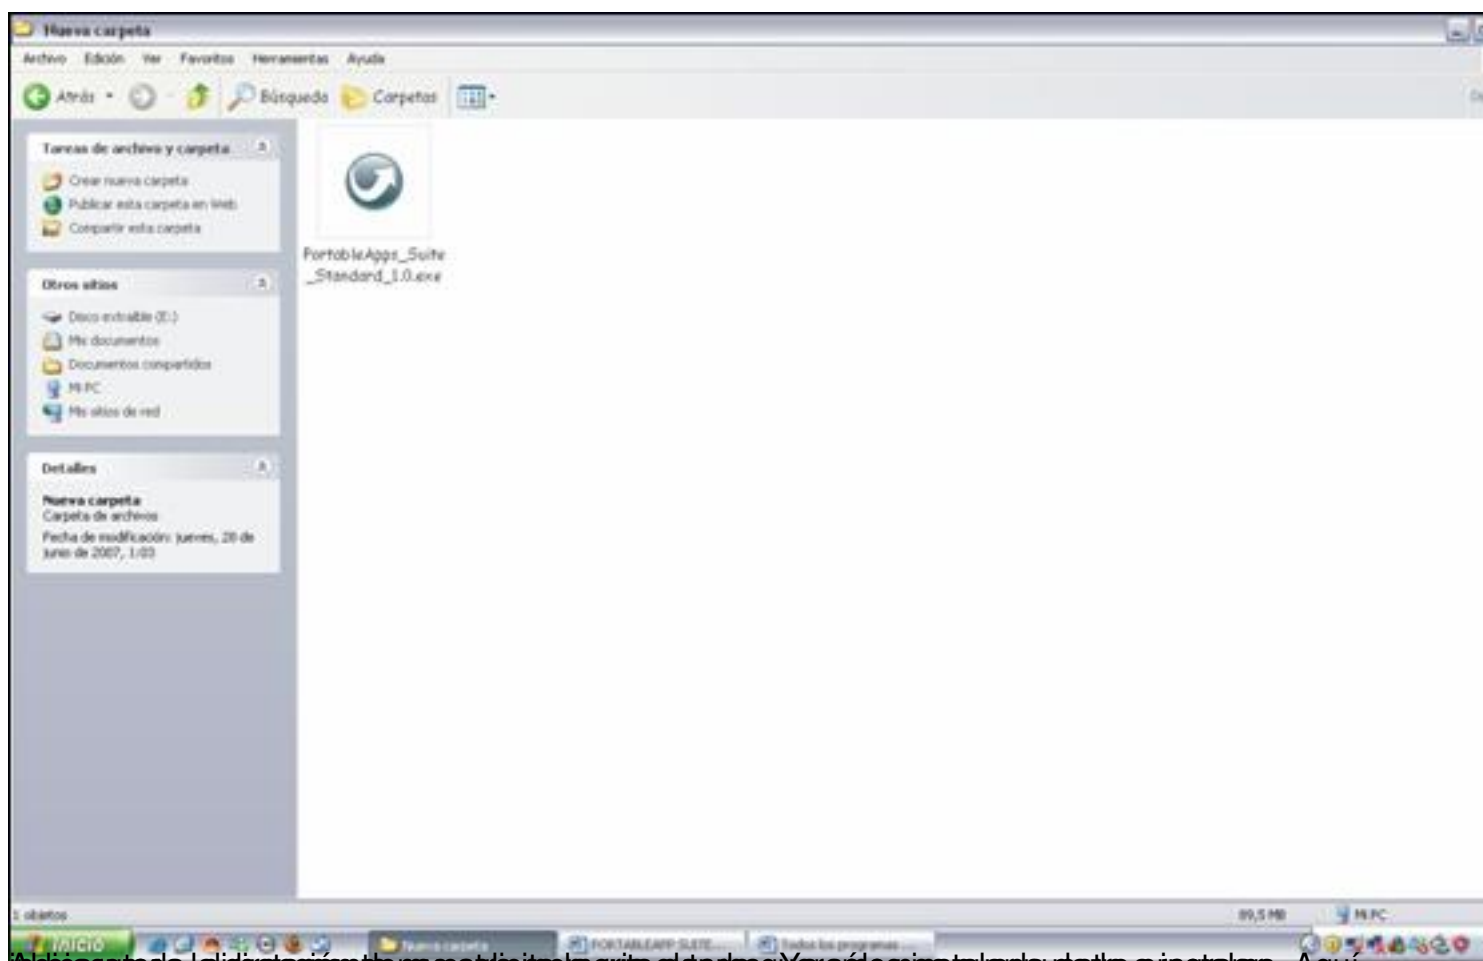 Nueva carpeta
Archivo Edición Ver Favoritos Herramientas Ayuda
Atrás Búsqueda Carpetas
Tareas de archivo y carpeta
Crear nueva carpeta
Publicar esta carpeta en Web
Compartir esta carpeta
PortableApps_Suite
_Standard_1.0.exe
Otros sitios
Disco extraíble (E:)
Mis documentos
Documentos compartidos
Mi PC
Mis sitios de red
Detalles
Nueva carpeta
Carpeta de archivos
Fecha de modificación: jueves, 28 de
junio de 2007, 1:03
1 objetos
89,5 MB
Mi PC
Inicio
Nueva carpeta
PORTABLEAPP SUITE...
Todos los programas ...
Aquí